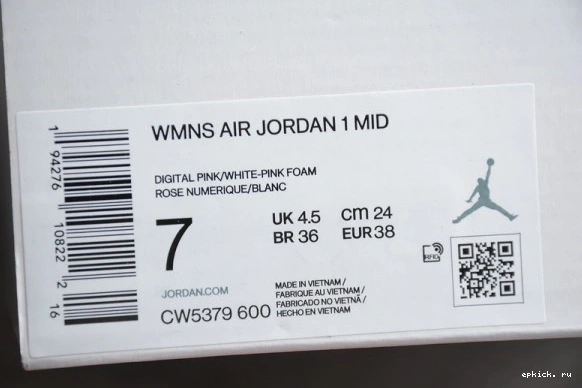 WMNS AIR JORDAN 1 MID
DIGITAL PINK/WHITE-PINK FOAM
ROSE NUMERIQUE/BLANC
7
UK 4.5 CM 24
BR 36 EUR 38
JORDAN.COM
CW5379 600
MADE IN VIETNAM /
FABRIQUE AU VIETNAM /
FABRICADO NO VIETNÃ /
HECHO EN VIETNAM
RFID
1 94276 10822 2 16
epkick. ru